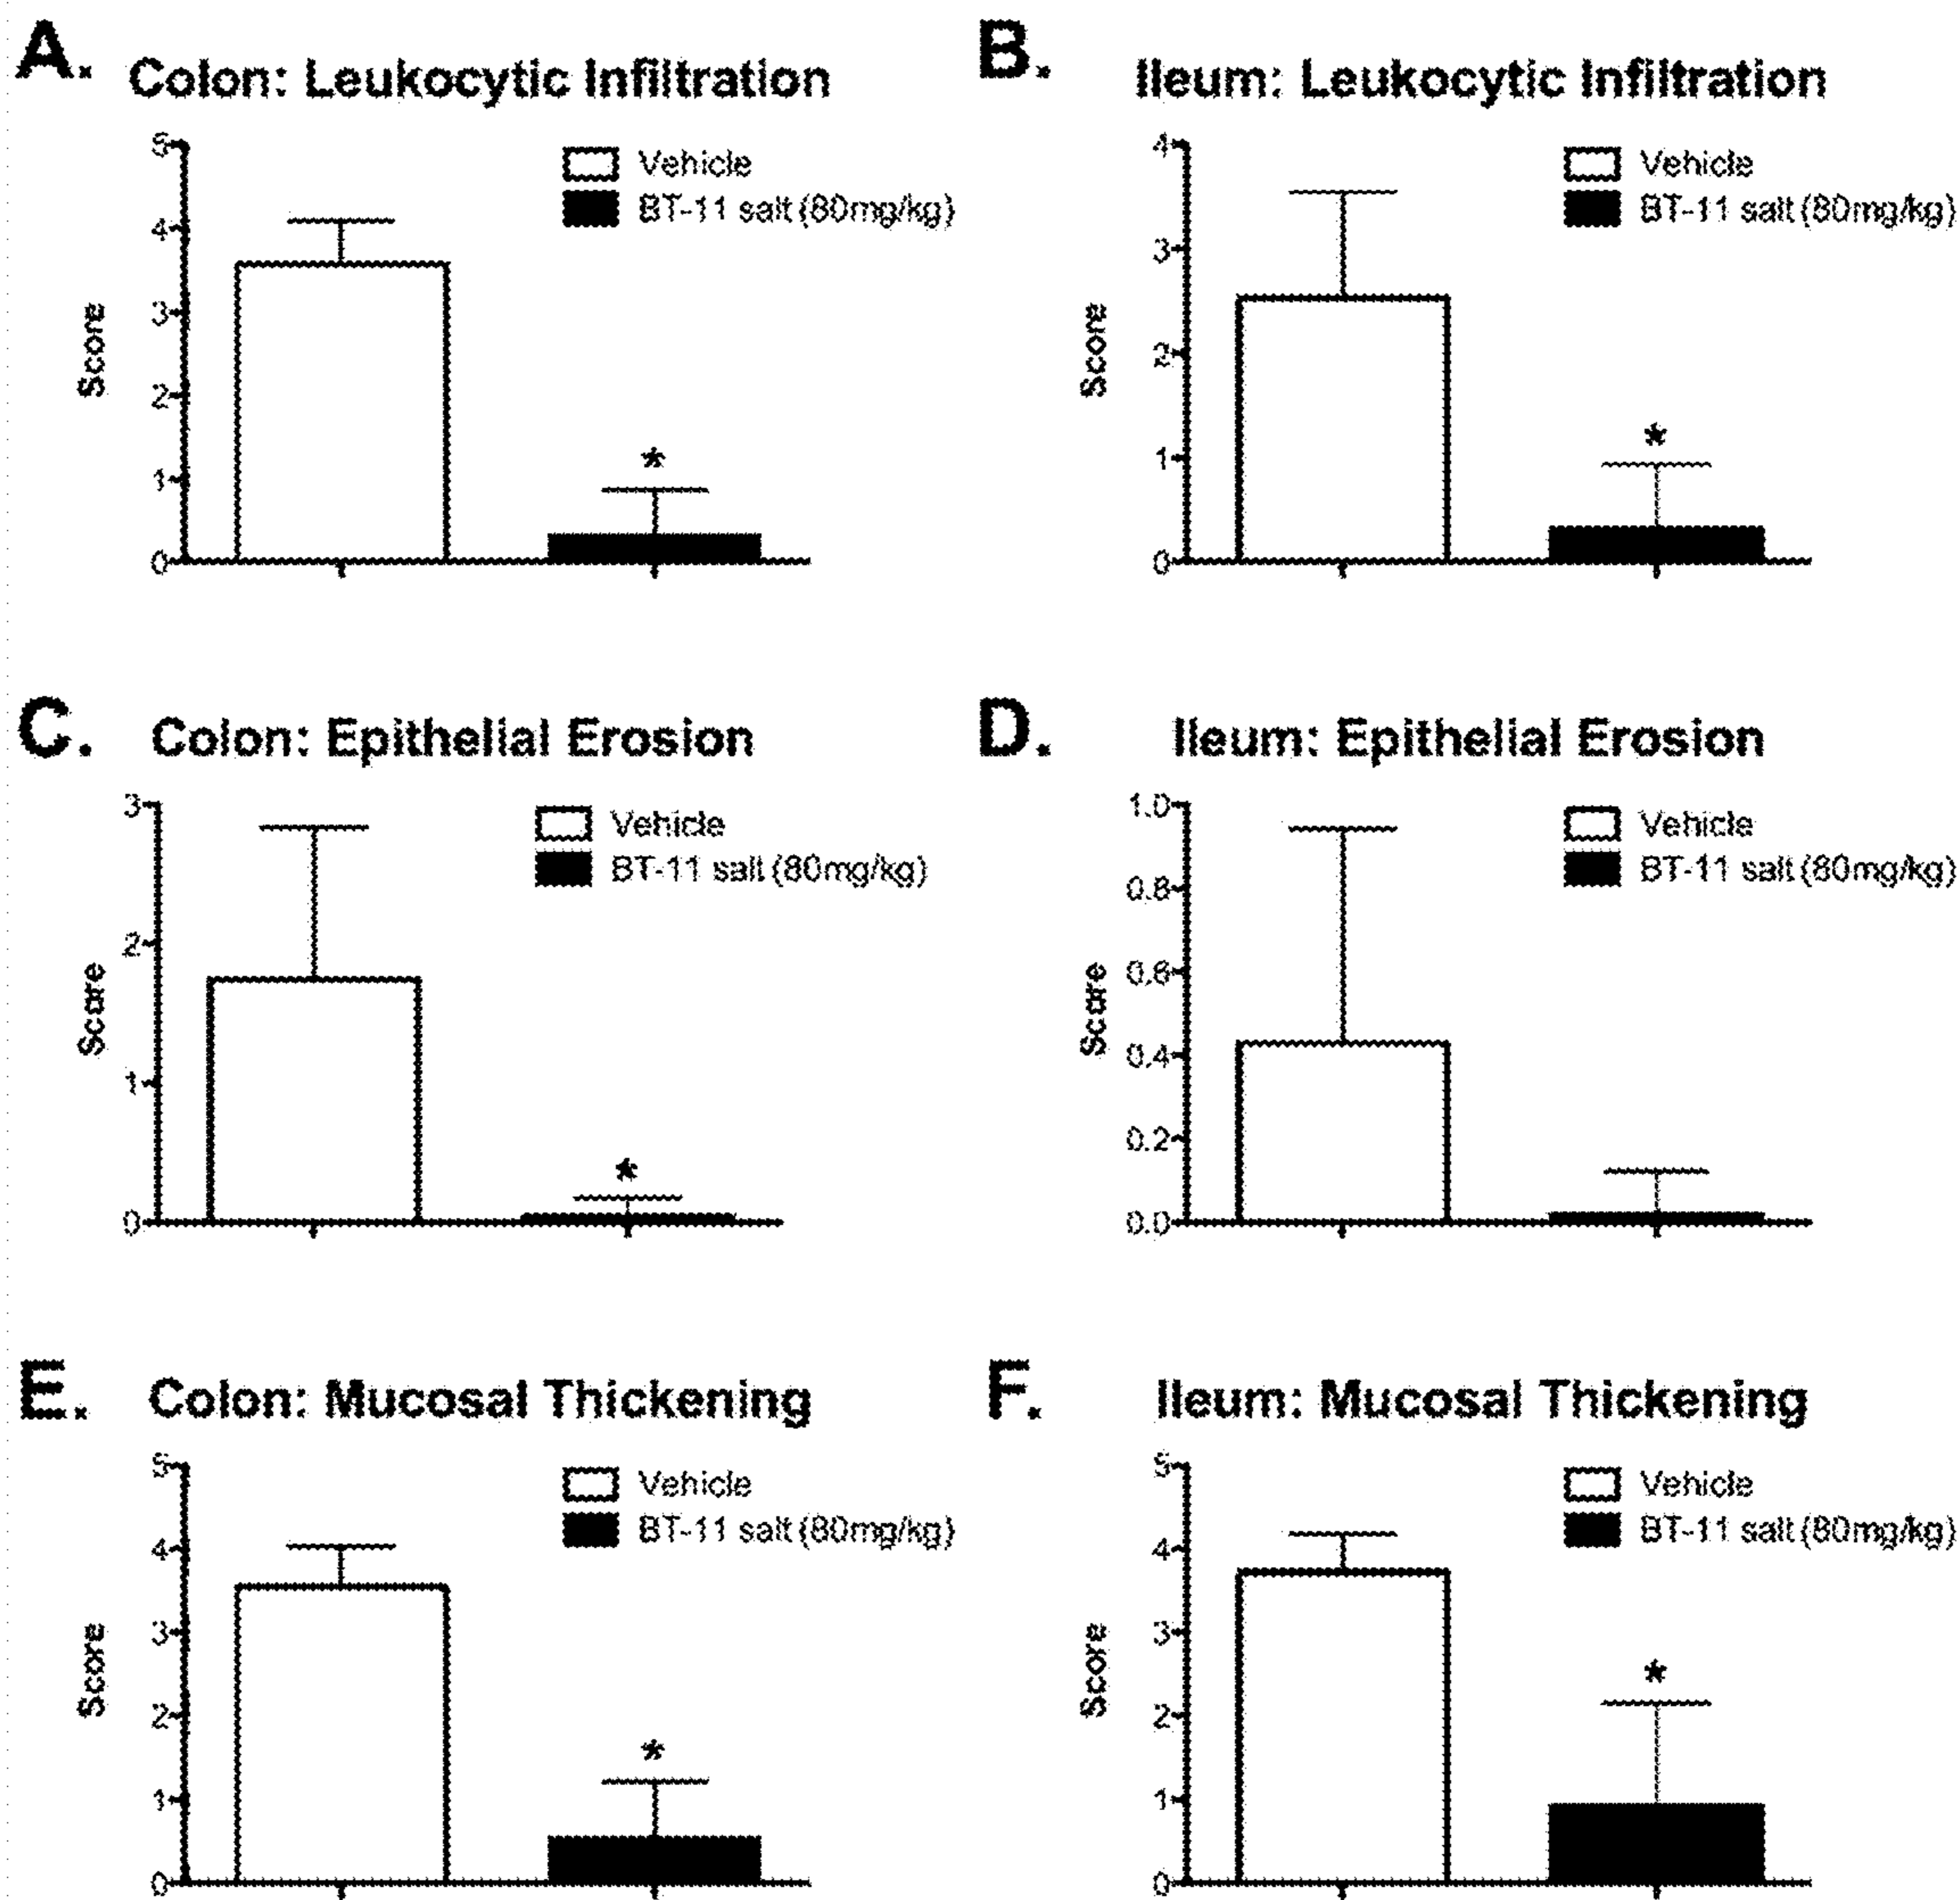 A. Colon: Leukocytic Infiltration
5
4
3
2
1
0
Score
Vehicle
BT-11 salt (80mg/kg)
*
B. Ileum: Leukocytic Infiltration
4
3
2
1
0
Score
Vehicle
BT-11 salt (80mg/kg)
*
C. Colon: Epithelial Erosion
3
2
1
0
Score
Vehicle
BT-11 salt (80mg/kg)
*
D. Ileum: Epithelial Erosion
1.0
0.8
0.6
0.4
0.2
0.0
Score
Vehicle
BT-11 salt (80mg/kg)
E. Colon: Mucosal Thickening
5
4
3
2
1
0
Score
Vehicle
BT-11 salt (80mg/kg)
*
F. Ileum: Mucosal Thickening
5
4
3
2
1
0
Score
Vehicle
BT-11 salt (80mg/kg)
*